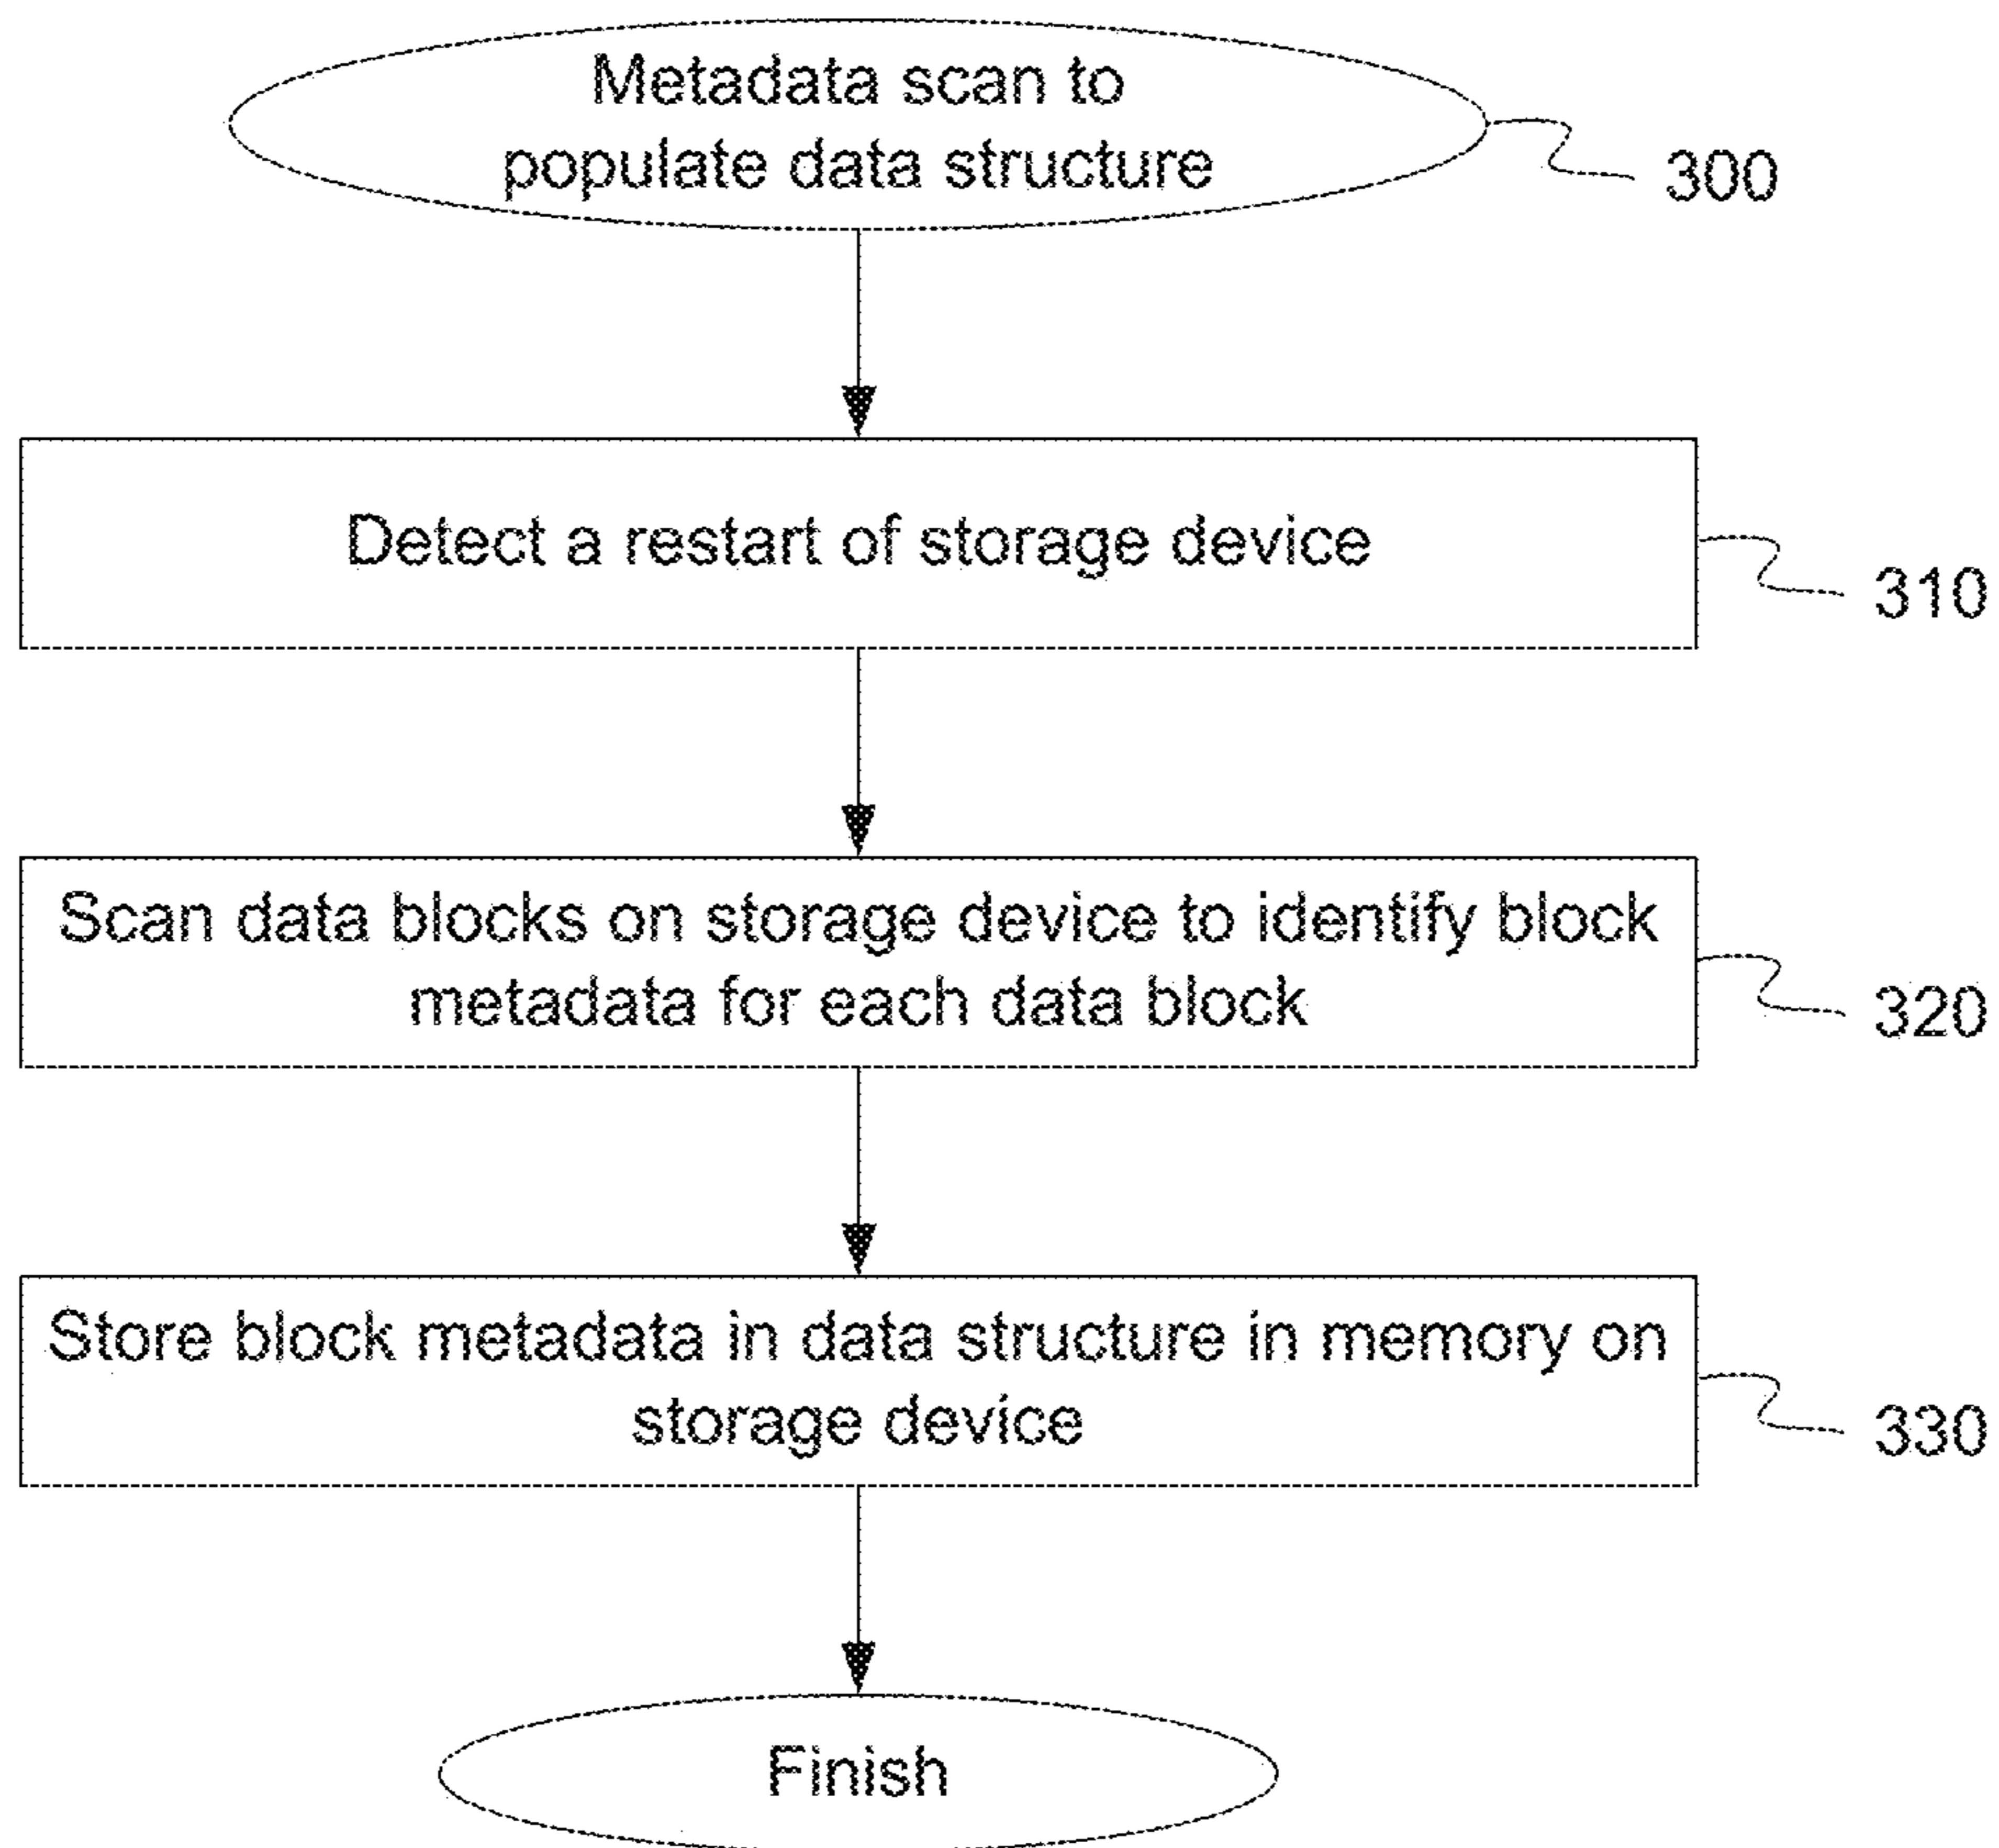 Metadata scan to
populate data structure
300
Detect a restart of storage device
310
Scan data blocks on storage device to identify block
metadata for each data block
320
Store block metadata in data structure in memory on
storage device
330
Finish